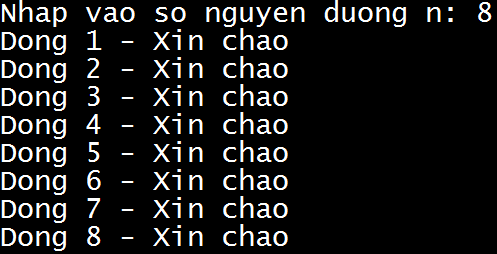 Nhap vao so nguyen duong n: 8
Dong 1 - Xin chao
Dong 2 - Xin chao
Dong 3 - Xin chao
Dong 4 - Xin chao
Dong 5 - Xin chao
Dong 6 - Xin chao
Dong 7 - Xin chao
Dong 8 - Xin chao